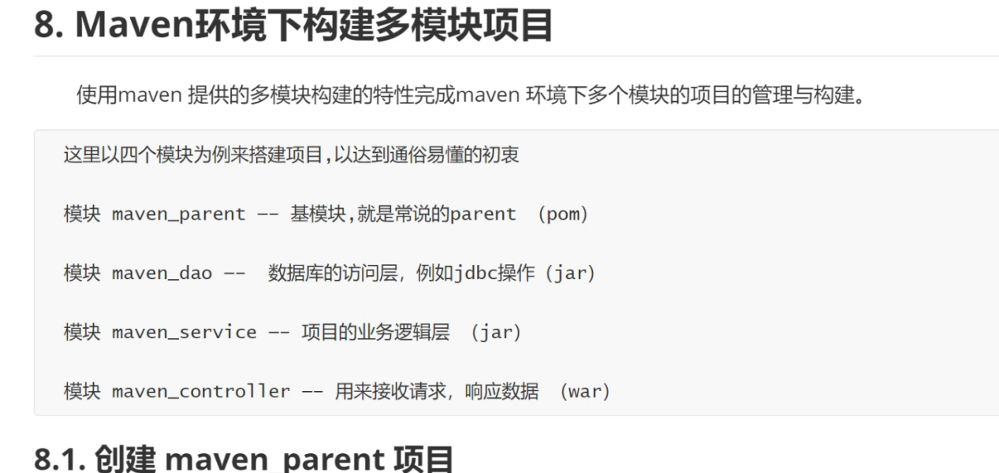 8. Maven环境下构建多模块项目
使用maven 提供的多模块构建的特性完成maven 环境下多个模块的项目的管理与构建。
这里以四个模块为例来搭建项目,以达到通俗易懂的初衷
模块 maven_parent -- 基模块,就是常说的parent （pom）
模块 maven_dao -- 数据库的访问层，例如jdbc操作（jar）
模块 maven_service -- 项目的业务逻辑层 （jar）
模块 maven_controller -- 用来接收请求，响应数据 （war）
8.1. 创建 maven_parent 项目